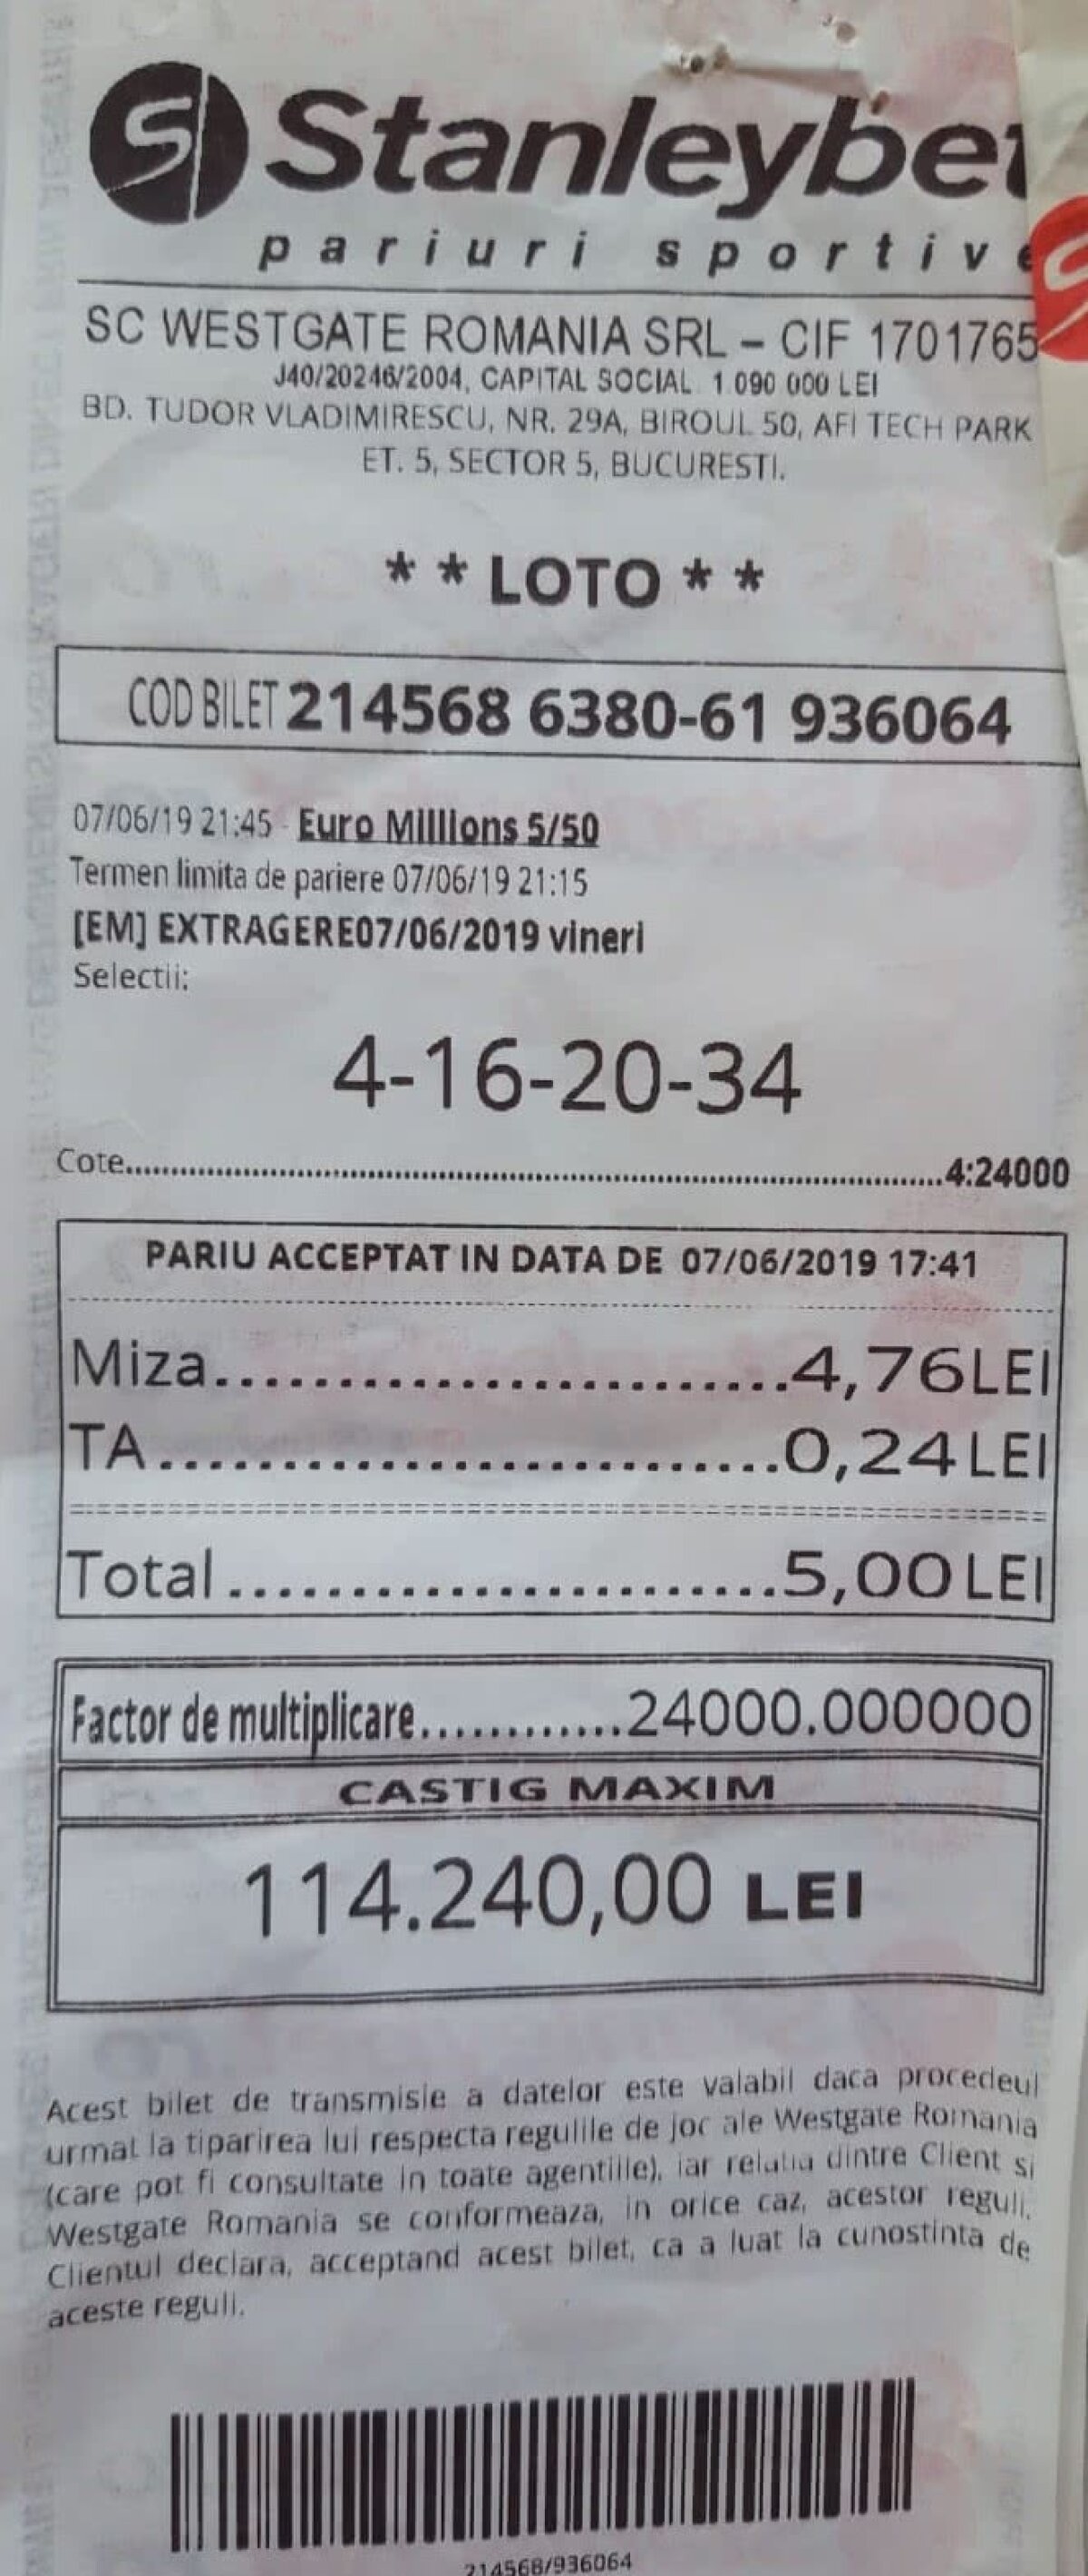 Stanleybet
pariuri sportive
SC WESTGATE ROMANIA SRL – CIF 1701765
J40/20246/2004, CAPITAL SOCIAL 1.090 000 LEI
BD. TUDOR VLADIMIRESCU, NR. 29A, BIROUL 50, AFI TECH PARK
ET. 5, SECTOR 5, BUCURESTI.
* * LOTO * *
COD BILET 214568 6380-61 936064
07/06/19 21:45 - Euro Millions 5/50
Termen limita de pariere 07/06/19 21:15
[EM] EXTRAGERE07/06/2019 vineri
Selectii:
4-16-20-34
Cote..........4:24000
PARIU ACCEPTAT IN DATA DE 07/06/2019 17:41
Miza..........4,76LEI
TA..........0,24LEI
Total..........5,00LEI
Factor de multiplicare............24000.000000
CASTIG MAXIM
114.240,00 LEI
Acest bilet de transmisie a datelor este valabil daca procedeul
urmat la tiparirea lui respecta regulile de joc ale Westgate Romania
(care pot fi consultate in toate agentiile), iar relatia dintre Client si
Westgate Romania se conformeaza, in orice caz, acestor reguli.
Clientul declara, acceptand acest bilet, ca a luat la cunostinta de
aceste reguli.
214568/936064